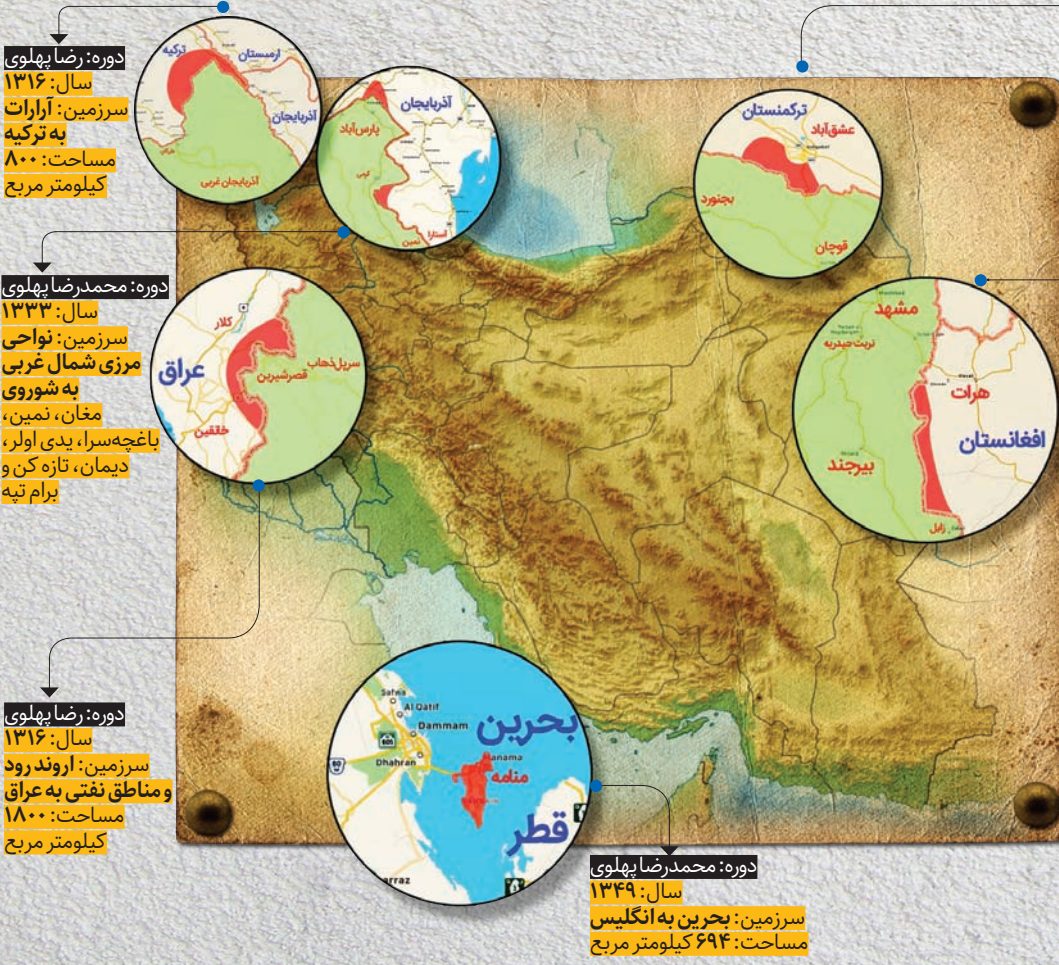 دوره: رضا پهلوی
سال: ۱۳۱۶
سرزمین: آرارات
به ترکیه
مساحت: ۸۰۰
کیلومتر مربع
ترکیه
ارمنستان
آذربایجان
آذربایجان غربی
آذربایجان
پارس‌آباد
گرمی
آستارا
نمین
ترکمنستان
عشق‌آباد
بجنورد
قوچان
دوره: محمدرضا پهلوی
سال: ۱۳۳۳
سرزمین: نواحی
مرزی شمال غربی
به شوروی
مغان، نمین،
باغچه‌سرا، یدی اولر،
دیمان، تازه کن و
برام تپه
کلار
عراق
سرپل‌ذهاب
قصرشیرین
خانقین
مشهد
تربت حیدریه
هرات
افغانستان
بیرجند
زابل
دوره: رضا پهلوی
سال: ۱۳۱۶
سرزمین: اروند رود
و مناطق نفتی به عراق
مساحت: ۱۸۰۰
کیلومتر مربع
Safwa
Al Qatif
Dammam
Dhahran
بحرین
Manama
منامه
قطر
دوره: محمدرضا پهلوی
سال: ۱۳۴۹
سرزمین: بحرین به انگلیس
مساحت: ۶۹۴ کیلومتر مربع